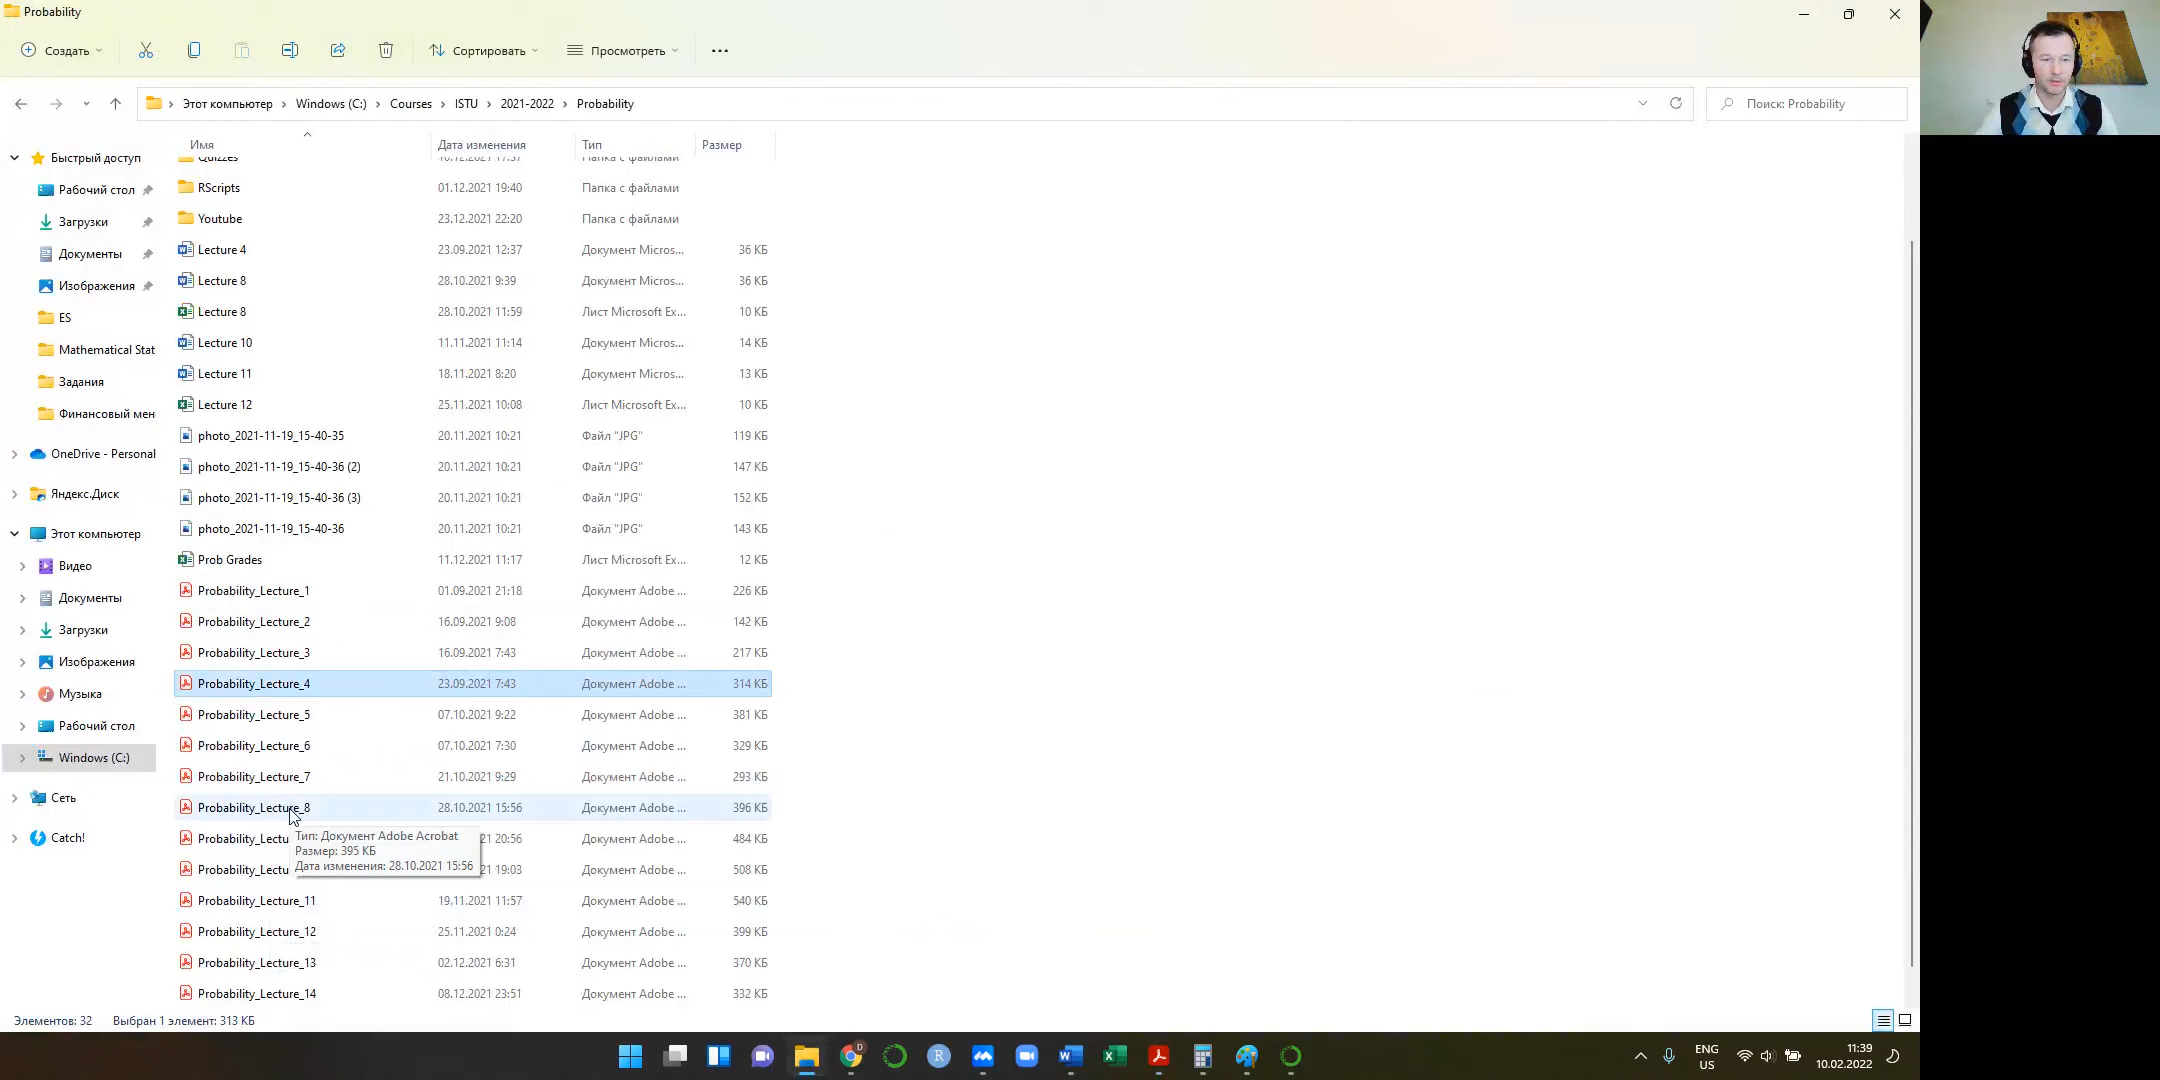 Probability
Создать
Сортировать
Просмотреть
Этот компьютер
Windows (C:)
Courses
ISTU
2021-2022
Probability
Поиск: Probability
Имя
Дата изменения
Тип
Размер
Быстрый доступ
Рабочий стол
Загрузки
Документы
Изображения
ES
Mathematical Stat
Задания
Финансовый мен
OneDrive - Personal
Яндекс.Диск
Этот компьютер
Видео
Документы
Загрузки
Изображения
Музыка
Рабочий стол
Windows (C:)
Сеть
Catch!
Quizzes 16.12.2021 17:37 Папка с файлами
RScripts 01.12.2021 19:40 Папка с файлами
Youtube 23.12.2021 22:20 Папка с файлами
Lecture 4 23.09.2021 12:37 Документ Micros... 36 КБ
Lecture 8 28.10.2021 9:39 Документ Micros... 36 КБ
Lecture 8 28.10.2021 11:59 Лист Microsoft Ex... 10 КБ
Lecture 10 11.11.2021 11:14 Документ Micros... 14 КБ
Lecture 11 18.11.2021 8:20 Документ Micros... 13 КБ
Lecture 12 25.11.2021 10:08 Лист Microsoft Ex... 10 КБ
photo_2021-11-19_15-40-35 20.11.2021 10:21 Файл "JPG" 119 КБ
photo_2021-11-19_15-40-36 (2) 20.11.2021 10:21 Файл "JPG" 147 КБ
photo_2021-11-19_15-40-36 (3) 20.11.2021 10:21 Файл "JPG" 152 КБ
photo_2021-11-19_15-40-36 20.11.2021 10:21 Файл "JPG" 143 КБ
Prob Grades 11.12.2021 11:17 Лист Microsoft Ex... 12 КБ
Probability_Lecture_1 01.09.2021 21:18 Документ Adobe ... 226 КБ
Probability_Lecture_2 16.09.2021 9:08 Документ Adobe ... 142 КБ
Probability_Lecture_3 16.09.2021 7:43 Документ Adobe ... 217 КБ
Probability_Lecture_4 23.09.2021 7:43 Документ Adobe ... 314 КБ
Probability_Lecture_5 07.10.2021 9:22 Документ Adobe ... 381 КБ
Probability_Lecture_6 07.10.2021 7:30 Документ Adobe ... 329 КБ
Probability_Lecture_7 21.10.2021 9:29 Документ Adobe ... 293 КБ
Probability_Lecture_8 28.10.2021 15:56 Документ Adobe ... 396 КБ
Probability_Lectu 21 20:56 Документ Adobe ... 484 КБ
Probability_Lectu 21 19:03 Документ Adobe ... 508 КБ
Probability_Lecture_11 19.11.2021 11:57 Документ Adobe ... 540 КБ
Probability_Lecture_12 25.11.2021 0:24 Документ Adobe ... 399 КБ
Probability_Lecture_13 02.12.2021 6:31 Документ Adobe ... 370 КБ
Probability_Lecture_14 08.12.2021 23:51 Документ Adobe ... 332 КБ
Тип: Документ Adobe Acrobat
Размер: 395 КБ
Дата изменения: 28.10.2021 15:56
Элементов: 32
Выбран 1 элемент: 313 КБ
ENG
US
11:39
10.02.2022